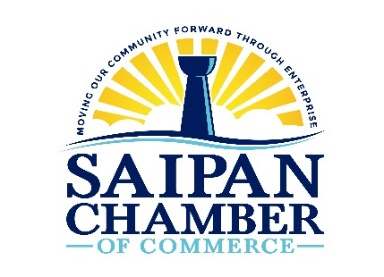 MOVING OUR COMMUNITY FORWARD THROUGH ENTERPRISE
SAIPAN
CHAMBER
OF COMMERCE